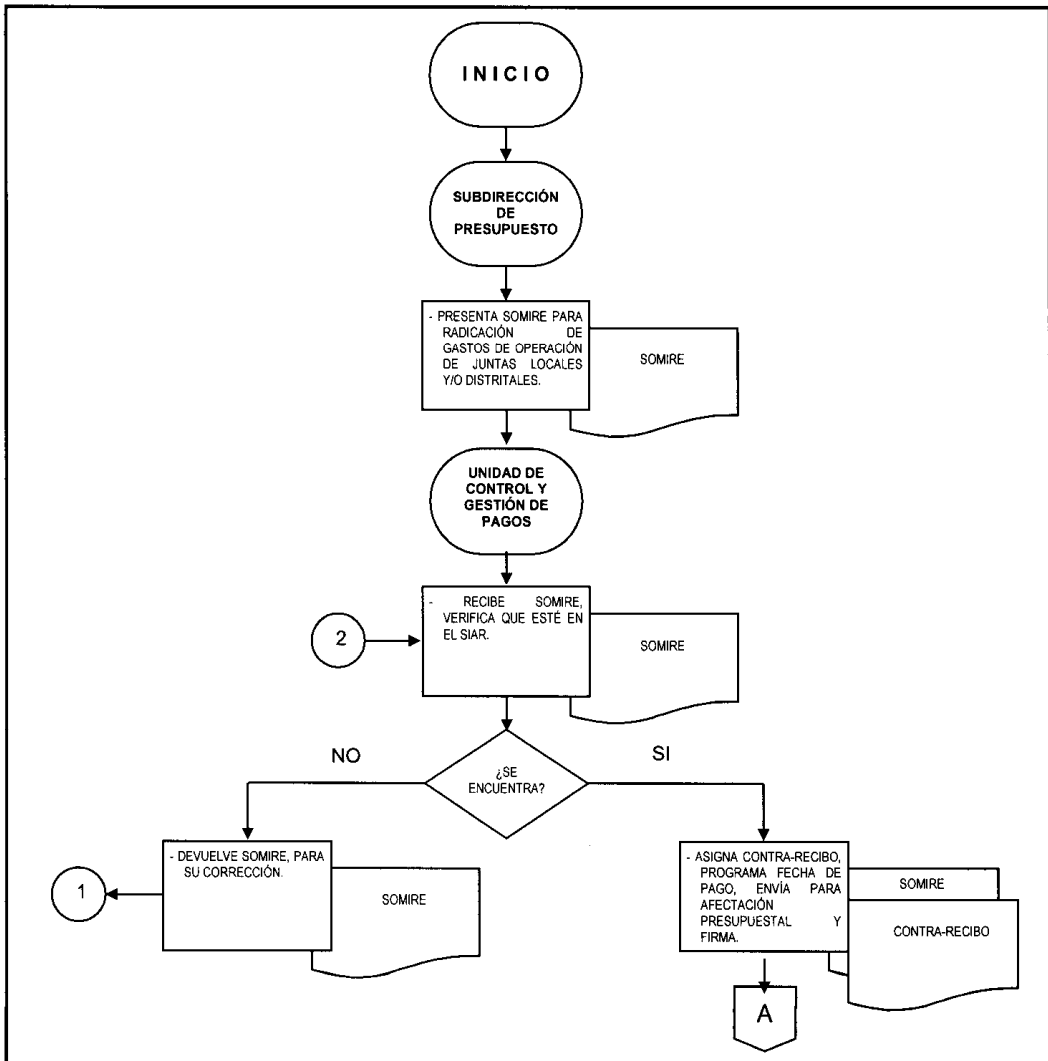 INICIO
SUBDIRECCIÓN
DE
PRESUPUESTO
- PRESENTA SOMIRE PARA
RADICACIÓN DE
GASTOS DE OPERACIÓN
DE JUNTAS LOCALES
Y/O DISTRITALES.
SOMIRE
UNIDAD DE
CONTROL Y
GESTIÓN DE
PAGOS
- RECIBE SOMIRE,
VERIFICA QUE ESTÉ EN
EL SIAR.
SOMIRE
2
NO
SI
¿SE
ENCUENTRA?
- DEVUELVE SOMIRE, PARA
SU CORRECCIÓN.
SOMIRE
1
- ASIGNA CONTRA-RECIBO,
PROGRAMA FECHA DE
PAGO, ENVÍA PARA
AFECTACIÓN
PRESUPUESTAL Y
FIRMA.
SOMIRE
CONTRA-RECIBO
A